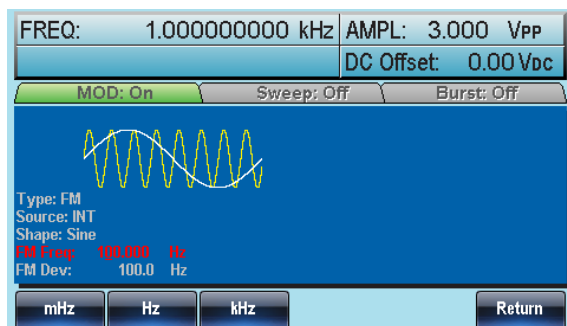 FREQ: 1.000000000 kHz AMPL: 3.000 VPP
DC Offset: 0.00 VDC
MOD: On Sweep: Off Burst: Off
Type: FM
Source: INT
Shape: Sine
FM Freq: 100.000 Hz
FM Dev: 100.0 Hz
mHz Hz kHz Return